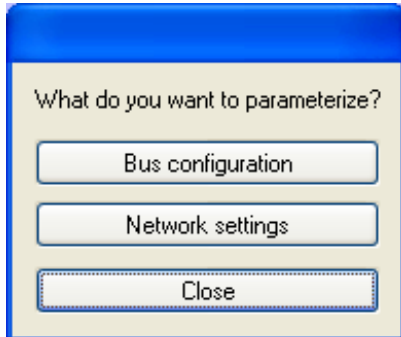 What do you want to parameterize?
Bus configuration
Network settings
Close